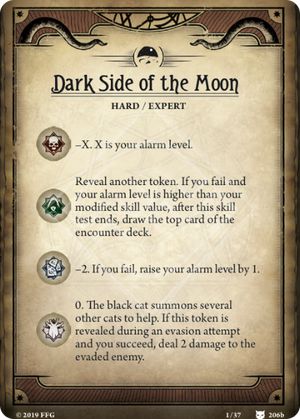 Dark Side of the Moon
HARD / EXPERT
–X. X is your alarm level.
Reveal another token. If you fail and
your alarm level is higher than your
modified skill value, after this skill
test ends, draw the top card of the
encounter deck.
–2. If you fail, raise your alarm level by 1.
0. The black cat summons several
other cats to help. If this token is
revealed during an evasion attempt
and you succeed, deal 2 damage to
the evaded enemy.
© 2019 FFG 1/37 206b